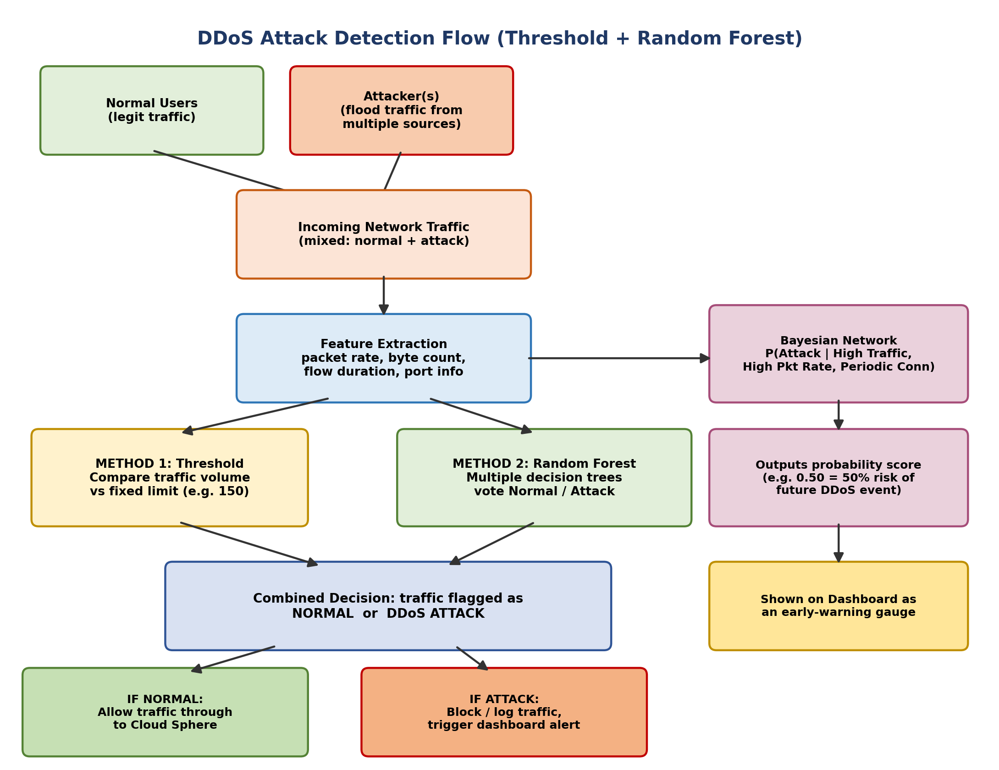 DDoS Attack Detection Flow (Threshold + Random Forest)
Normal Users
(legit traffic)
Attacker(s)
(flood traffic from
multiple sources)
Incoming Network Traffic
(mixed: normal + attack)
Feature Extraction
packet rate, byte count,
flow duration, port info
Bayesian Network
P(Attack | High Traffic,
High Pkt Rate, Periodic Conn)
METHOD 1: Threshold
Compare traffic volume
vs fixed limit (e.g. 150)
METHOD 2: Random Forest
Multiple decision trees
vote Normal / Attack
Outputs probability score
(e.g. 0.50 = 50% risk of
future DDoS event)
Combined Decision: traffic flagged as
NORMAL  or  DDoS ATTACK
Shown on Dashboard as
an early-warning gauge
IF NORMAL:
Allow traffic through
to Cloud Sphere
IF ATTACK:
Block / log traffic,
trigger dashboard alert